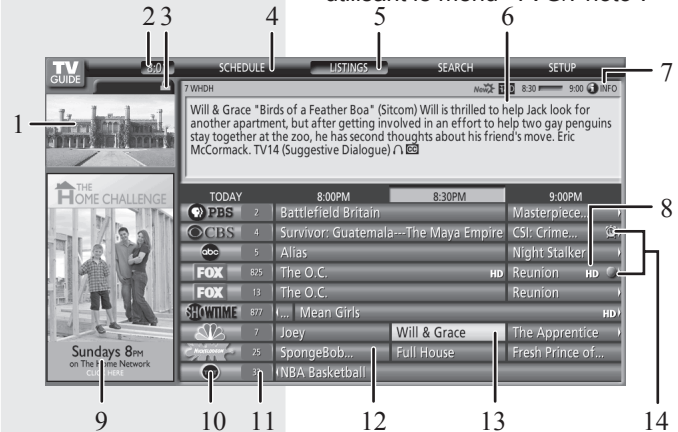 2 3 4 5 6
TV GUIDE
SCHEDULE LISTINGS SEARCH SETUP
7
7 WHDH New 8:30 9:00 INFO
1
Will & Grace "Birds of a Feather Boa" (Sitcom) Will is thrilled to help Jack look for
another apartment, but after getting involved in an effort to help two gay penguins
stay together at the zoo, he has second thoughts about his friend's move. Eric
McCormack. TV14 (Suggestive Dialogue) CC
THE
HOME CHALLENGE
TODAY 8:00PM 8:30PM 9:00PM
8
PBS 2 Battlefield Britain Masterpiece...
CBS 4 Survivor: Guatemala---The Maya Empire CSI: Crime...
abc 5 Alias Night Stalker
FOX 825 The O.C. HD Reunion HD
FOX 13 The O.C. Reunion
SHOWTIME 877 ... Mean Girls HD
7 Joey Will & Grace The Apprentice
NICKELODEON 25 SpongeBob... Full House Fresh Prince of...
NBA Basketball
Sundays 8PM
on The Home Network
CLICK HERE
9 10 11 12 13 14